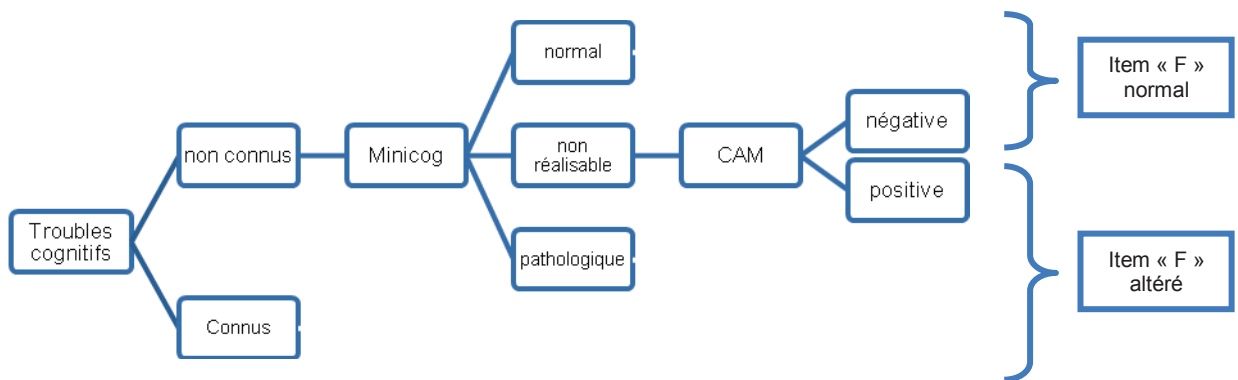 Troubles
cognitifs
non connus
Connus
Minicog
normal
non
réalisable
pathologique
CAM
négative
positive
Item « F »
normal
Item « F »
altéré